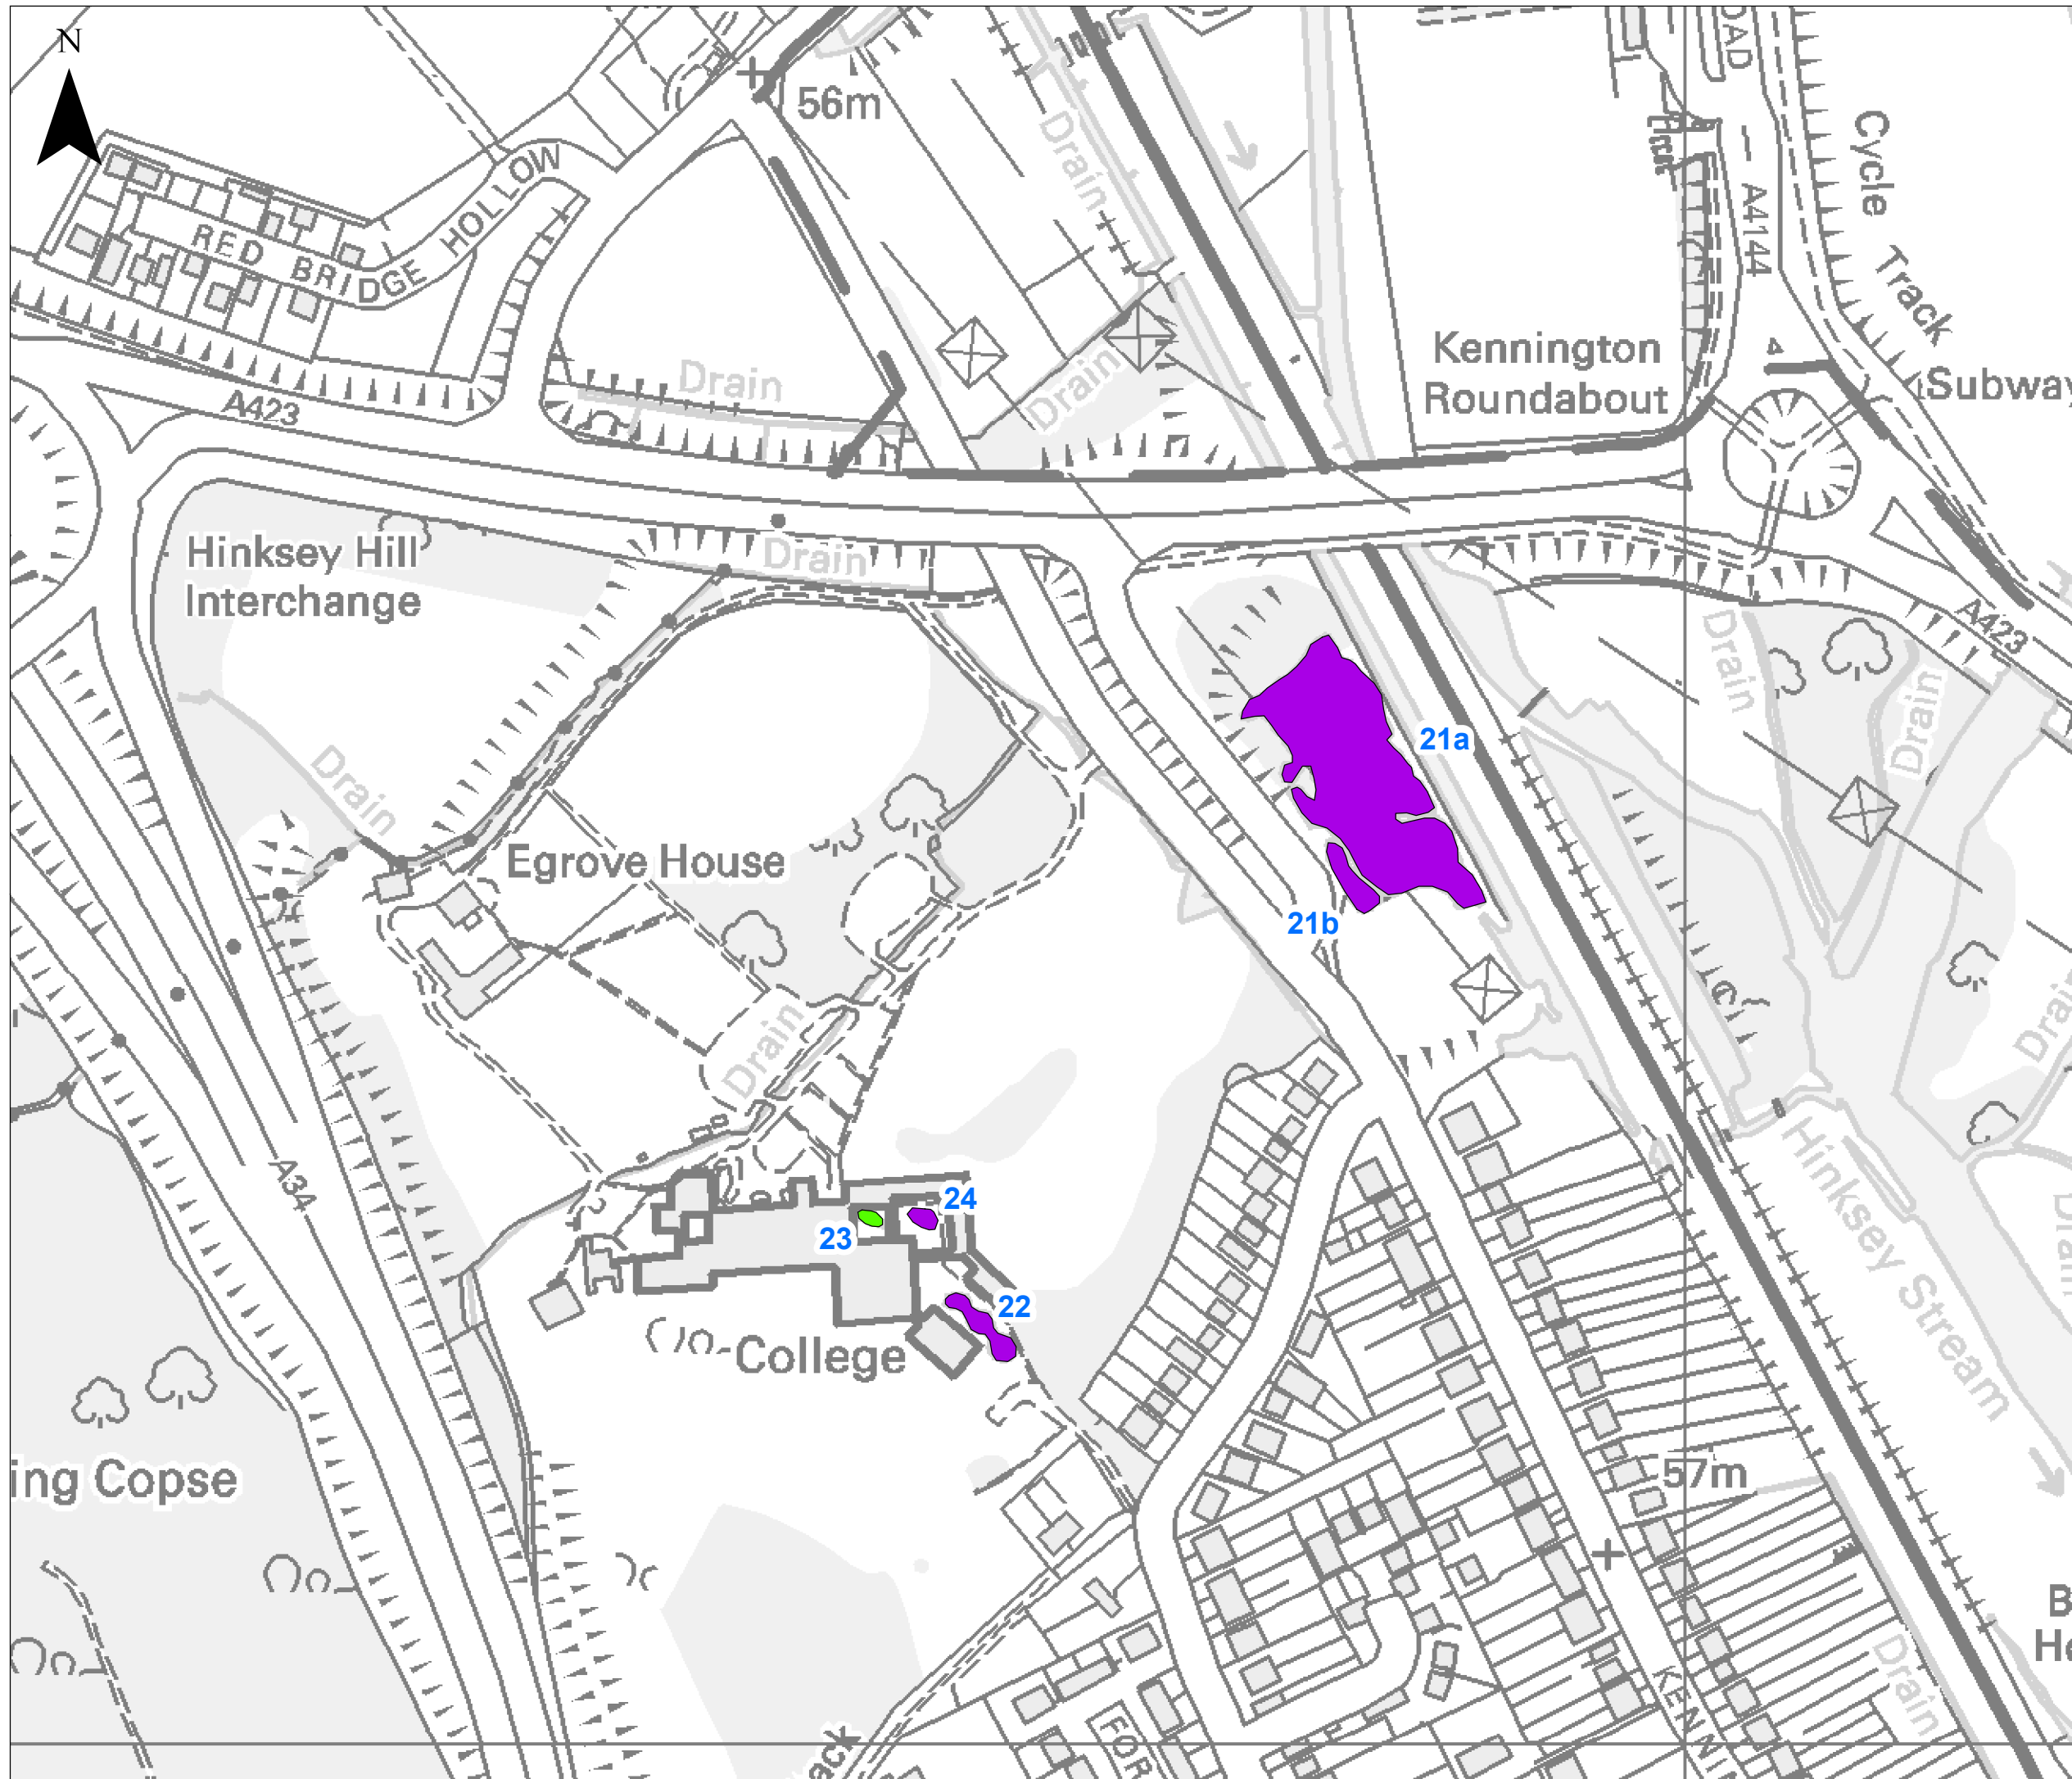 N
56m
Drain
Cycle
Track
A4144
RED BRIDGE HOLLOW
Kennington
Roundabout
Subway
Drain
Drain
A423
Hinksey Hill
Interchange
Drain
A423
Drain
Drain
21a
Drain
Egrove House
21b
Drain
Drain
A34
Hinksey Stream
24
23
22
College
57m
ing Copse
Drain